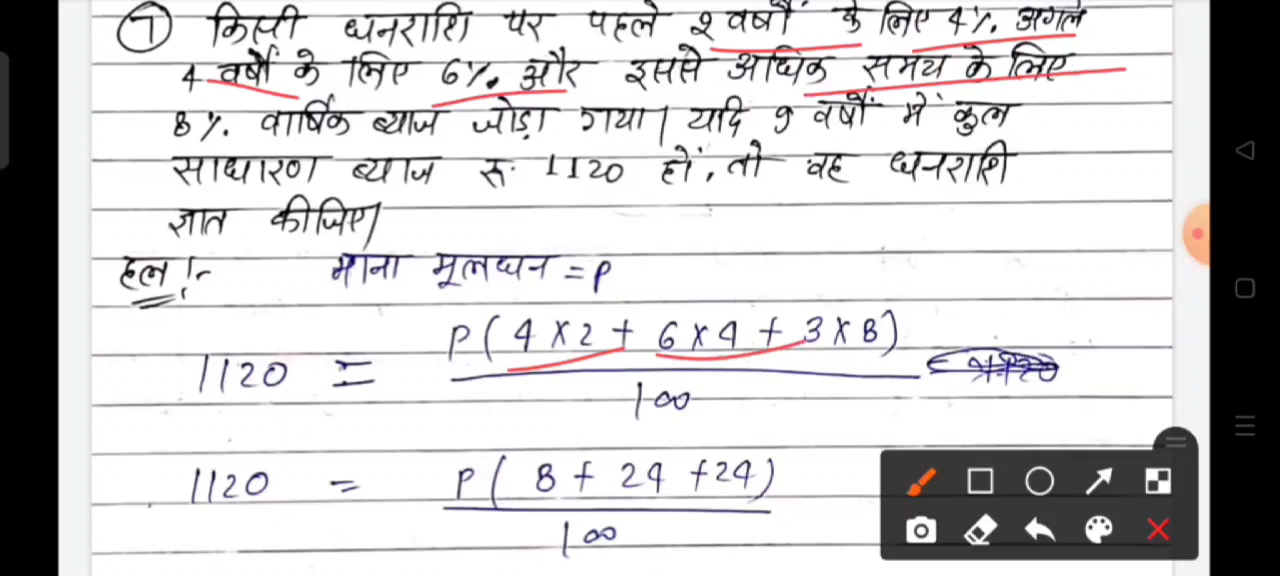 7 किसी धनराशि पर पहले 2 वर्षों के लिए 4%. अगले
4 वर्षों के लिए 6%. और इससे अधिक समय के लिए
8%. वार्षिक ब्याज जोड़ा गया। यदि 9 वर्षों में कुल
साधारण ब्याज रू. 1120 हों, तो वह धनराशि
ज्ञात कीजिए।
हल :- माना मूलधन = P
1120 = P( 4 × 2 + 6 × 4 + 3 × 8)
100
1120 = P( 8 + 24 + 24)
100